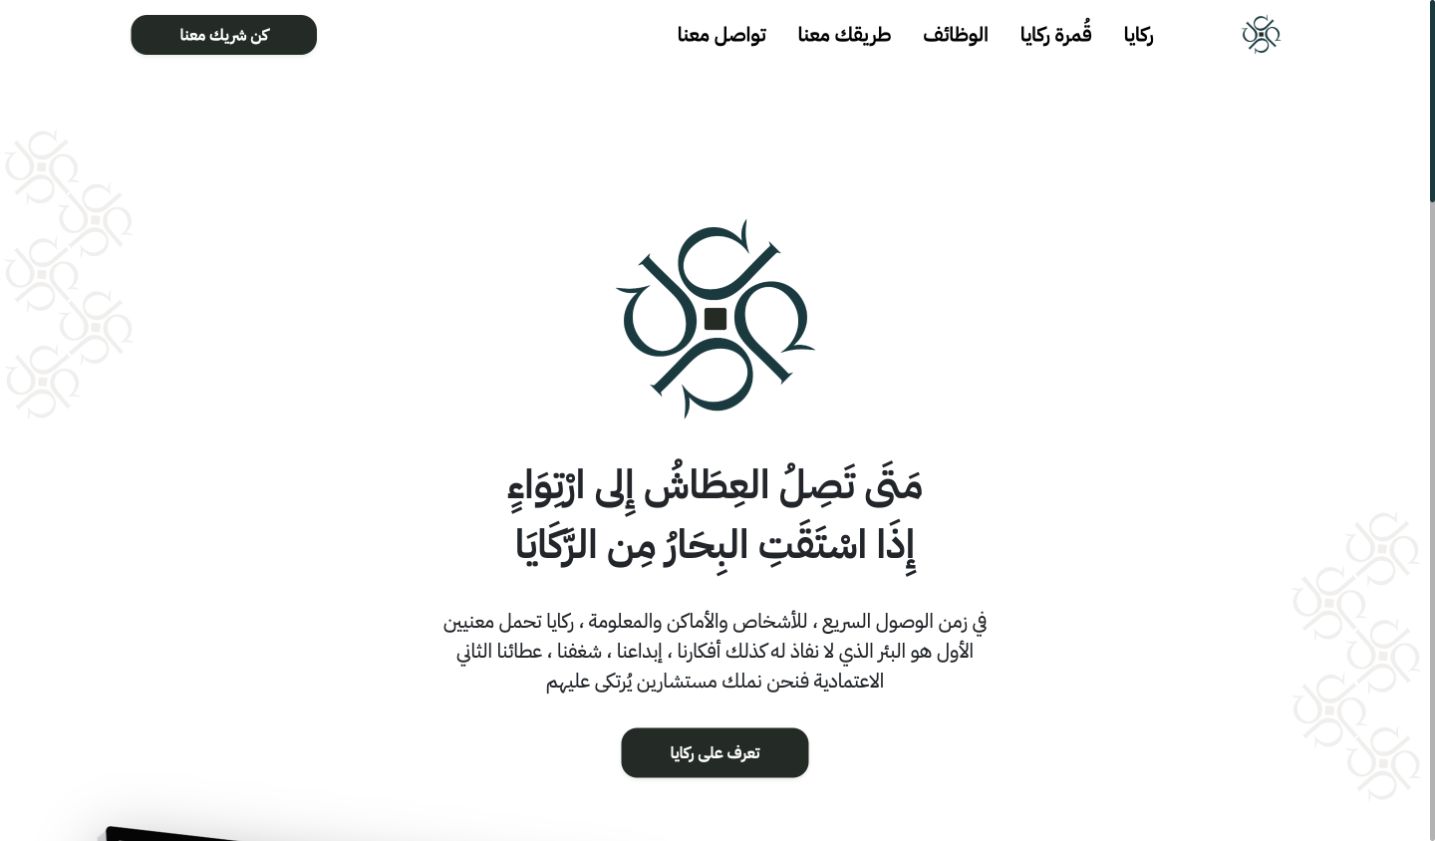 ركايا
قُمرة ركايا
الوظائف
طريقك معنا
تواصل معنا
كن شريك معنا
مَتَى تَصِلُ العِطَاشُ إِلى ارْتِوَاءٍ
إِذَا اسْتَقَتِ البِحَارُ مِن الرَّكَايَا
في زمن الوصول السريع ، للأشخاص والأماكن والمعلومة ، ركايا تحمل معنيين
الأول هو البئر الذي لا نفاذ له كذلك أفكارنا ، إبداعنا ، شغفنا ، عطائنا الثاني
الاعتمادية فنحن نملك مستشارين يُرتكى عليهم
تعرف على ركايا